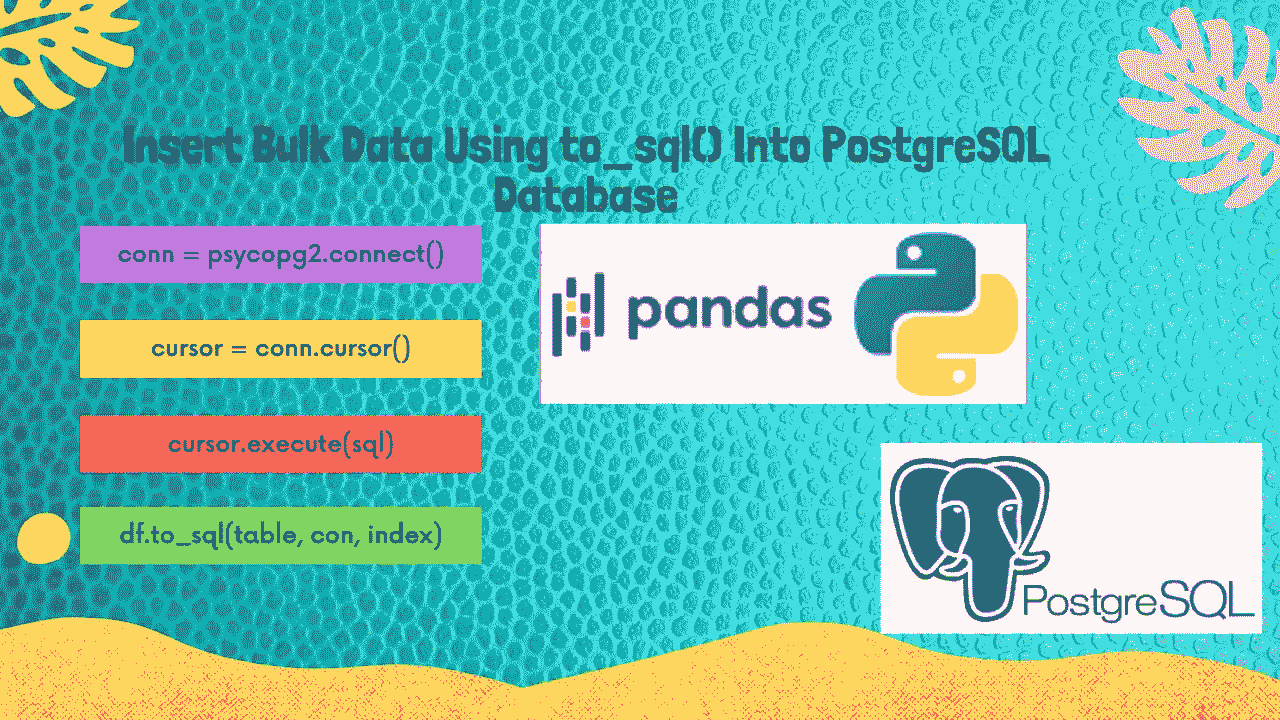 Insert Bulk Data Using to_sql() Into PostgreSQL
Database
conn = psycopg2.connect()
cursor = conn.cursor()
cursor.execute(sql)
df.to_sql(table, con, index)
pandas
PostgreSQL